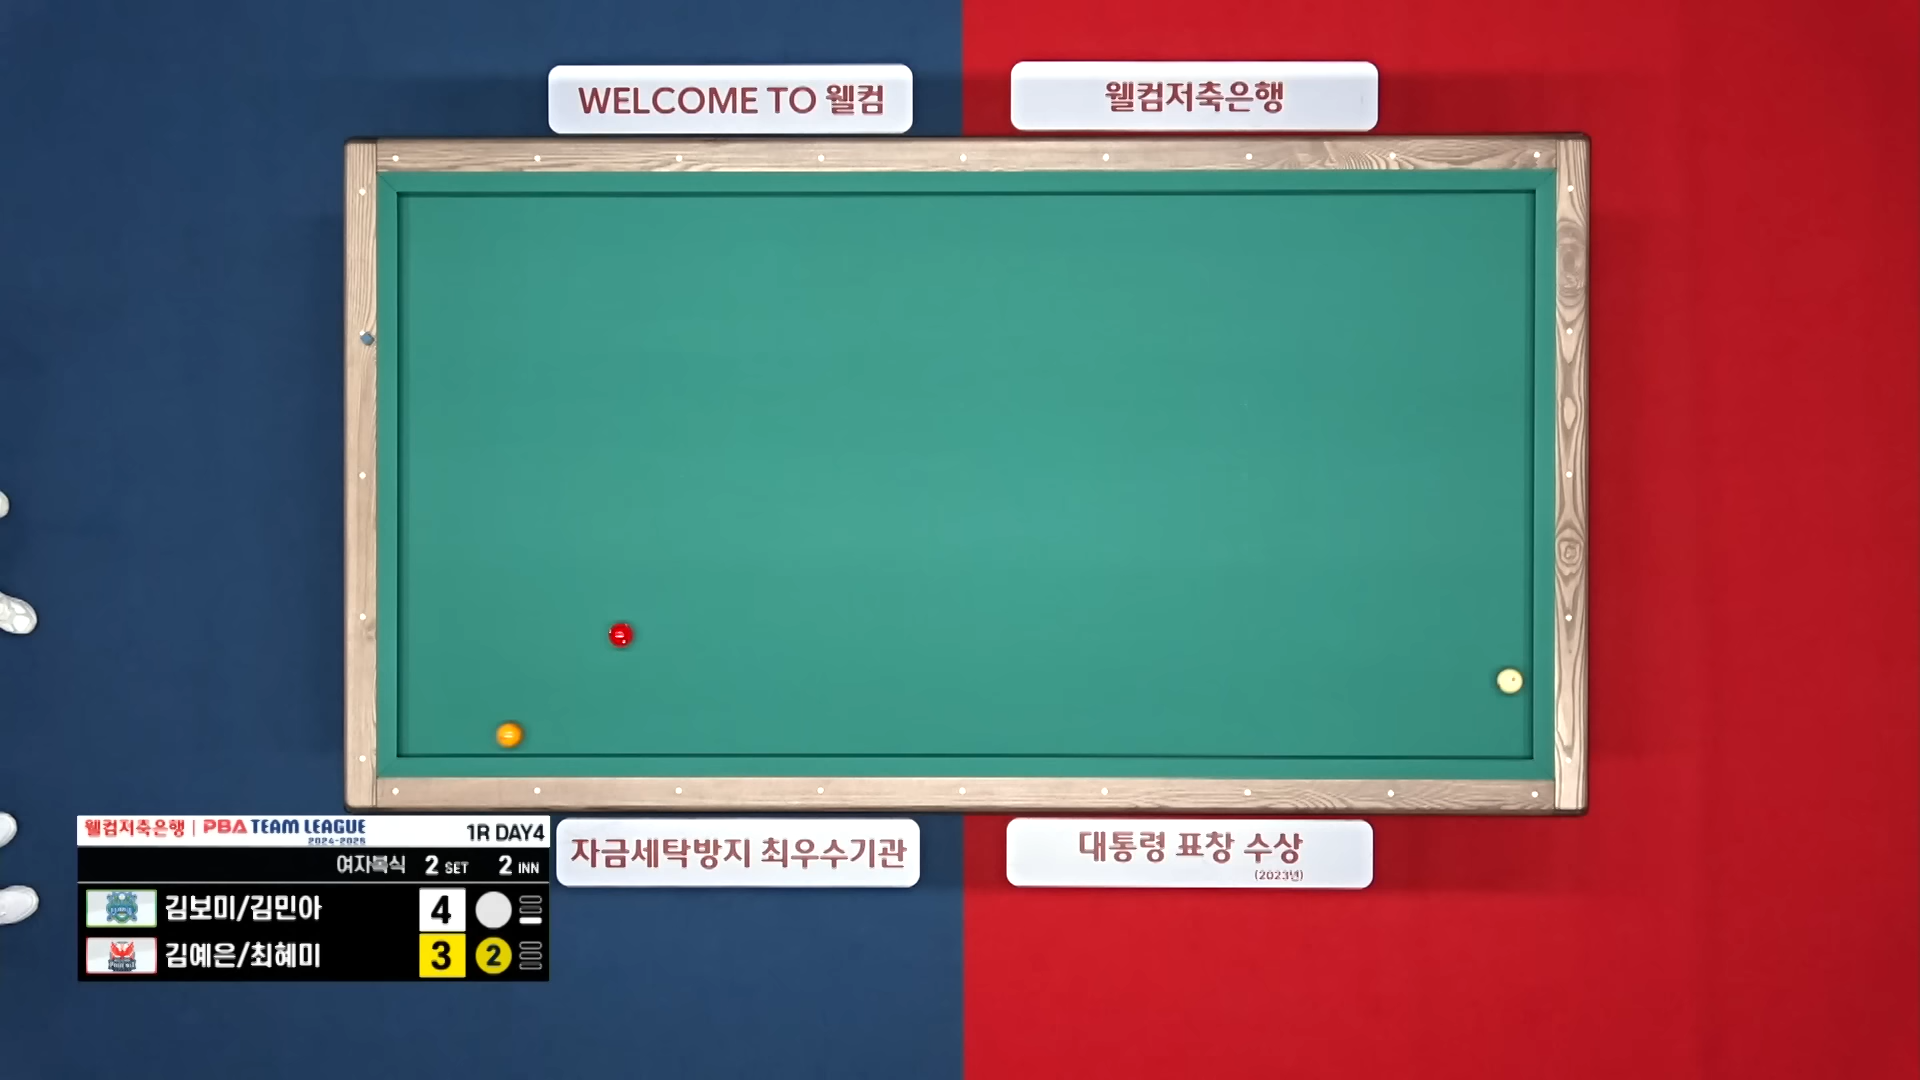 WELCOME TO 웰컴
웰컴저축은행
웰컴저축은행 | PBA TEAM LEAGUE
2024-2025
1R DAY4
여자복식 2 SET 2 INN
김보미/김민아 4
김예은/최혜미 3 2
자금세탁방지 최우수기관
대통령 표창 수상
(2023년)